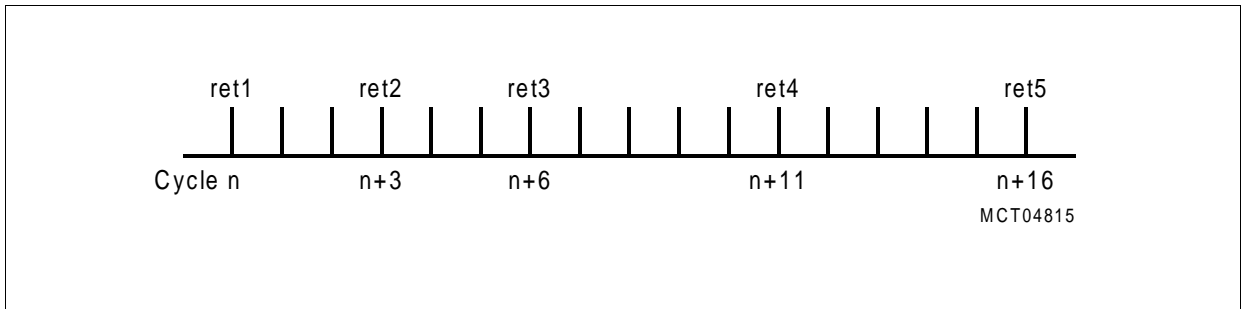 ret1 ret2 ret3 ret4 ret5
Cycle n n+3 n+6 n+11 n+16
MCT04815